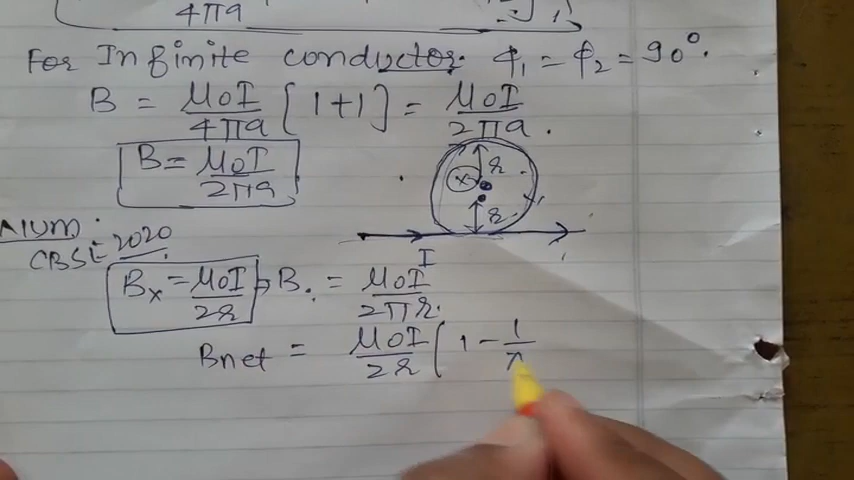 4πa
For Infinite conductor. φ₁ = φ₂ = 90°.
B = μ₀I/4πa [1+1] = μ₀I/2πa.
B = μ₀I/2πa
x r
r
I
CBSE-2020
Bx = μ₀I/2r B. = μ₀I/2πr.
Bnet = μ₀I/2r (1 - 1/π